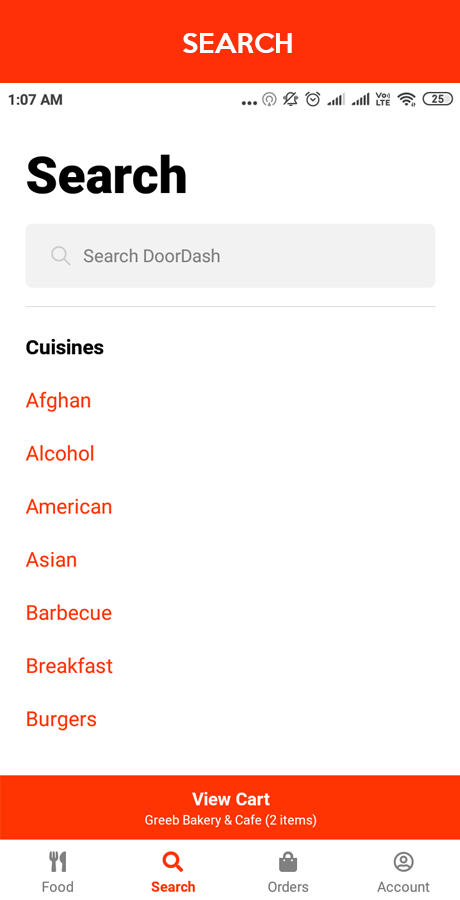 SEARCH
1:07 AM
Vo) LTE
25
Search
Search DoorDash
Cuisines
Afghan
Alcohol
American
Asian
Barbecue
Breakfast
Burgers
View Cart
Greeb Bakery & Cafe (2 items)
Food Search Orders Account